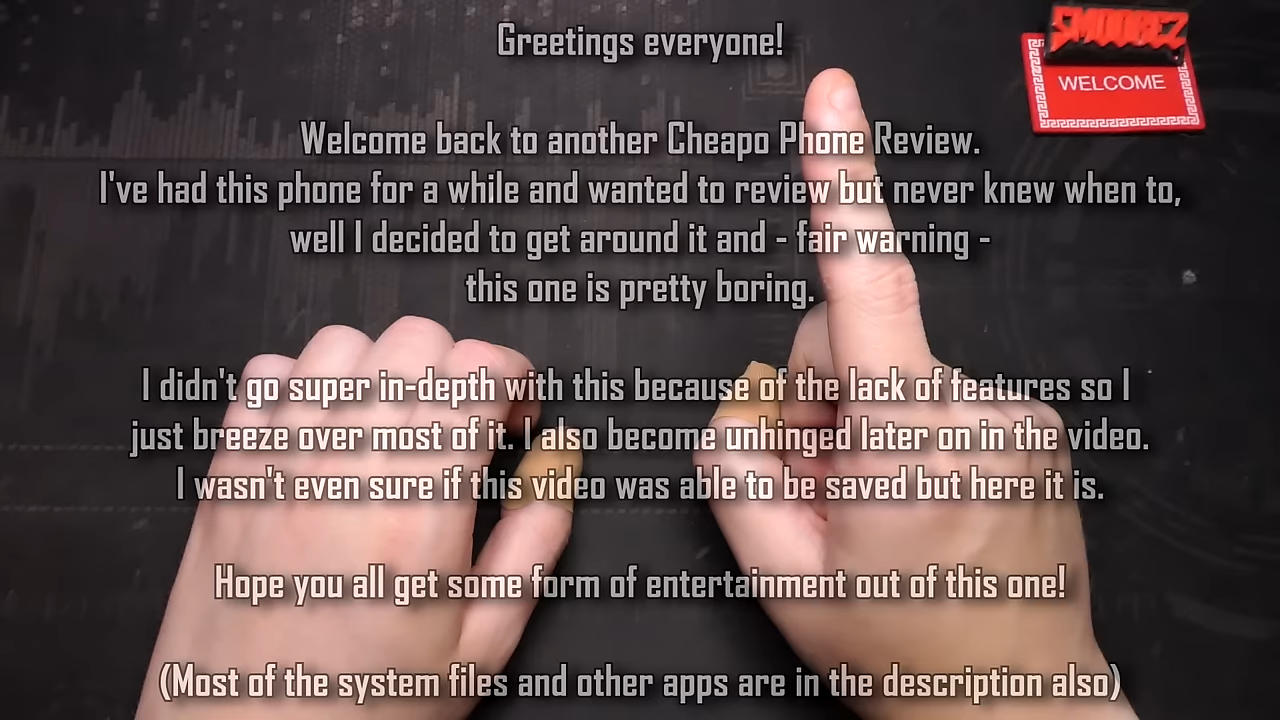 Greetings everyone!
SMOOREZ
WELCOME
Welcome back to another Cheapo Phone Review.
I've had this phone for a while and wanted to review but never knew when to,
well I decided to get around it and - fair warning -
this one is pretty boring.
I didn't go super in-depth with this because of the lack of features so I
just breeze over most of it. I also become unhinged later on in the video.
I wasn't even sure if this video was able to be saved but here it is.
Hope you all get some form of entertainment out of this one!
(Most of the system files and other apps are in the description also)